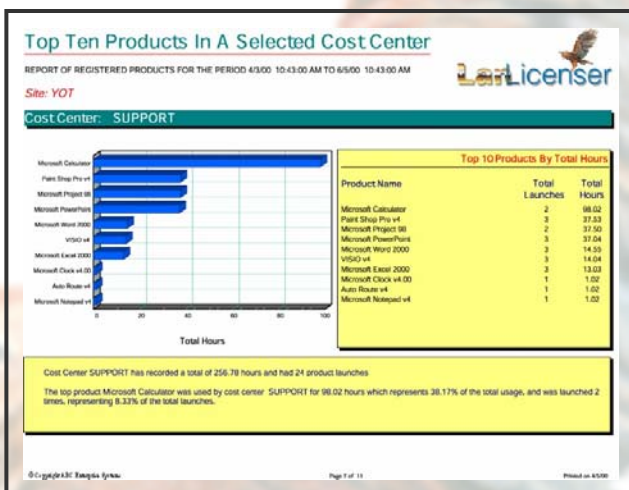 Top Ten Products In A Selected Cost Center
REPORT OF REGISTERED PRODUCTS FOR THE PERIOD 4/3/00 10:43:00 AM TO 6/5/00 10:43:00 AM
LanLicenser
Site: YOT
Cost Center: SUPPORT
Microsoft Calculator
Paint Shop Pro v4
Microsoft Project 98
Microsoft PowerPoint
Microsoft Word 2000
VISIO v4
Microsoft Excel 2000
Microsoft Clock v4.00
Auto Route v4
Microsoft Notepad v4
0 20 40 60 80 100
Total Hours
Top 10 Products By Total Hours
Product Name Total Launches Total Hours
Microsoft Calculator 2 98.02
Paint Shop Pro v4 3 37.53
Microsoft Project 98 2 37.50
Microsoft PowerPoint 3 37.04
Microsoft Word 2000 3 14.55
VISIO v4 3 14.04
Microsoft Excel 2000 3 13.03
Microsoft Clock v4.00 1 1.02
Auto Route v4 1 1.02
Microsoft Notepad v4 1 1.02
Cost Center SUPPORT has recorded a total of 256.78 hours and had 24 product launches
The top product Microsoft Calculator was used by cost center SUPPORT for 98.02 hours which represents 38.17% of the total usage, and was launched 2
times, representing 8.33% of the total launches.
© Copyright ABC Enterprise Systems
Page 7 of 11
Printed on 4/5/00